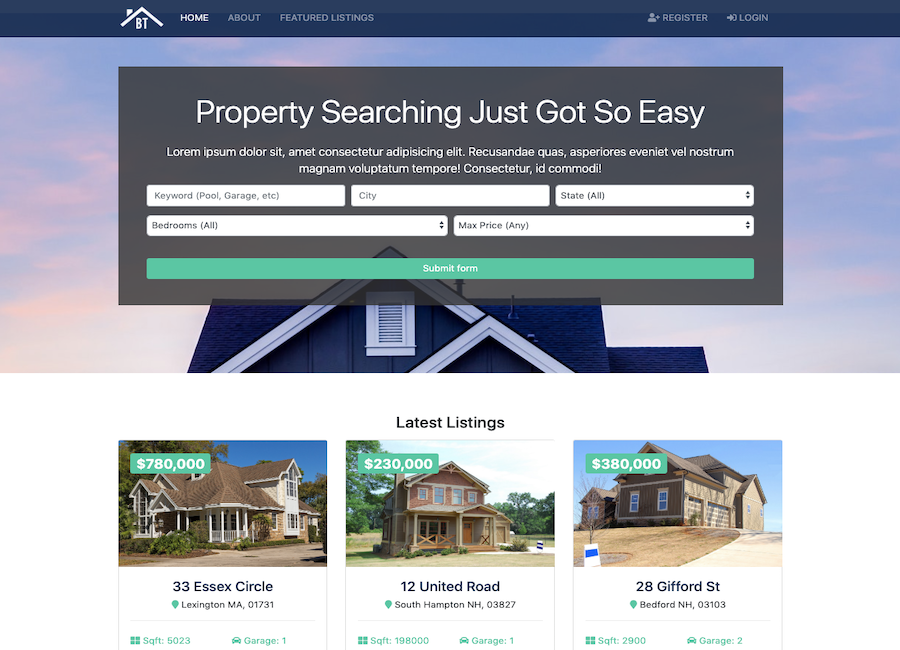 BT
HOME ABOUT FEATURED LISTINGS REGISTER LOGIN
Property Searching Just Got So Easy
Lorem ipsum dolor sit, amet consectetur adipisicing elit. Recusandae quas, asperiores eveniet vel nostrum
magnam voluptatum tempore! Consectetur, id commodi!
Keyword (Pool, Garage, etc) City State (All)
Bedrooms (All) Max Price (Any)
Submit form
Latest Listings
$780,000 $230,000 $380,000
33 Essex Circle 12 United Road 28 Gifford St
Lexington MA, 01731 South Hampton NH, 03827 Bedford NH, 03103
Sqft: 5023 Garage: 1 Sqft: 198000 Garage: 1 Sqft: 2900 Garage: 2